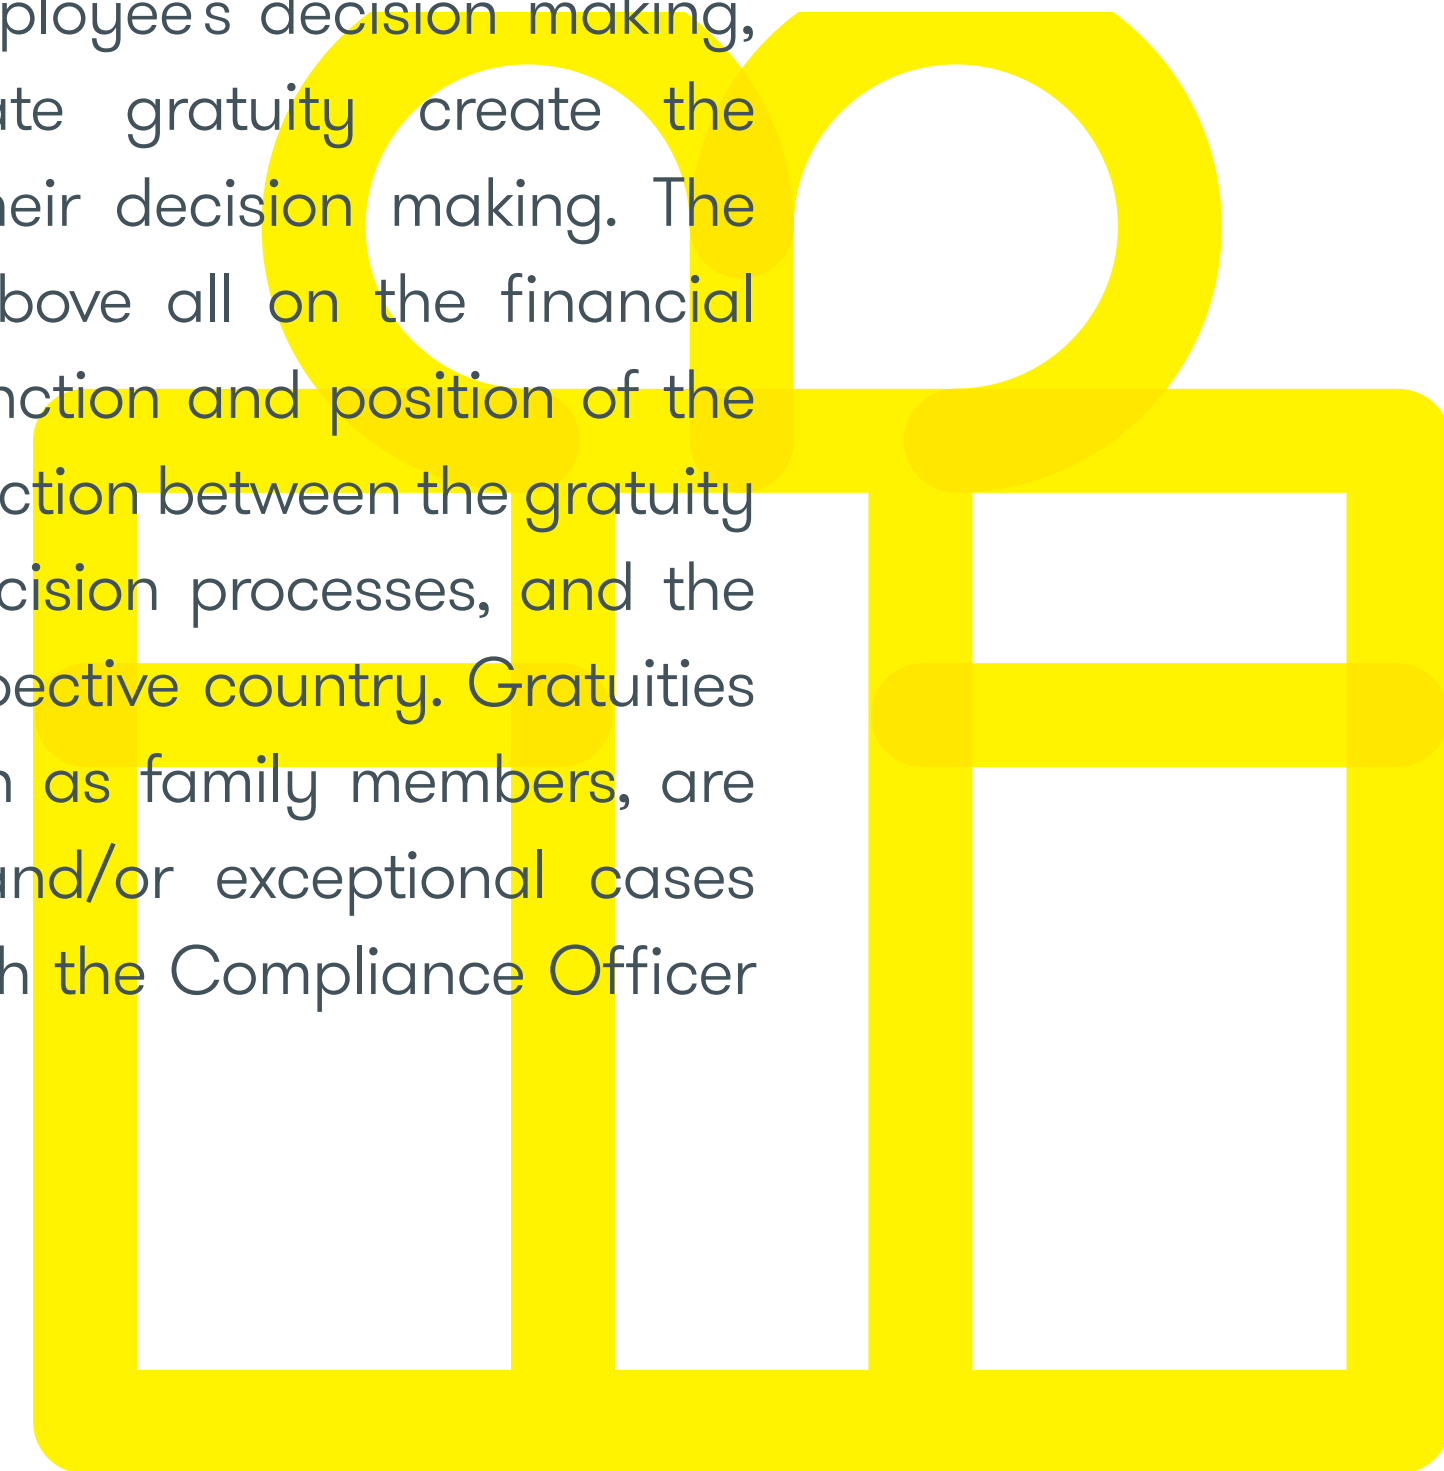 ployee's decision making,
ate gratuity create the
heir decision making. The
bove all on the financial
nction and position of the
ction between the gratuity
cision processes, and the
pective country. Gratuities
h as family members, are
and/or exceptional cases
h the Compliance Officer